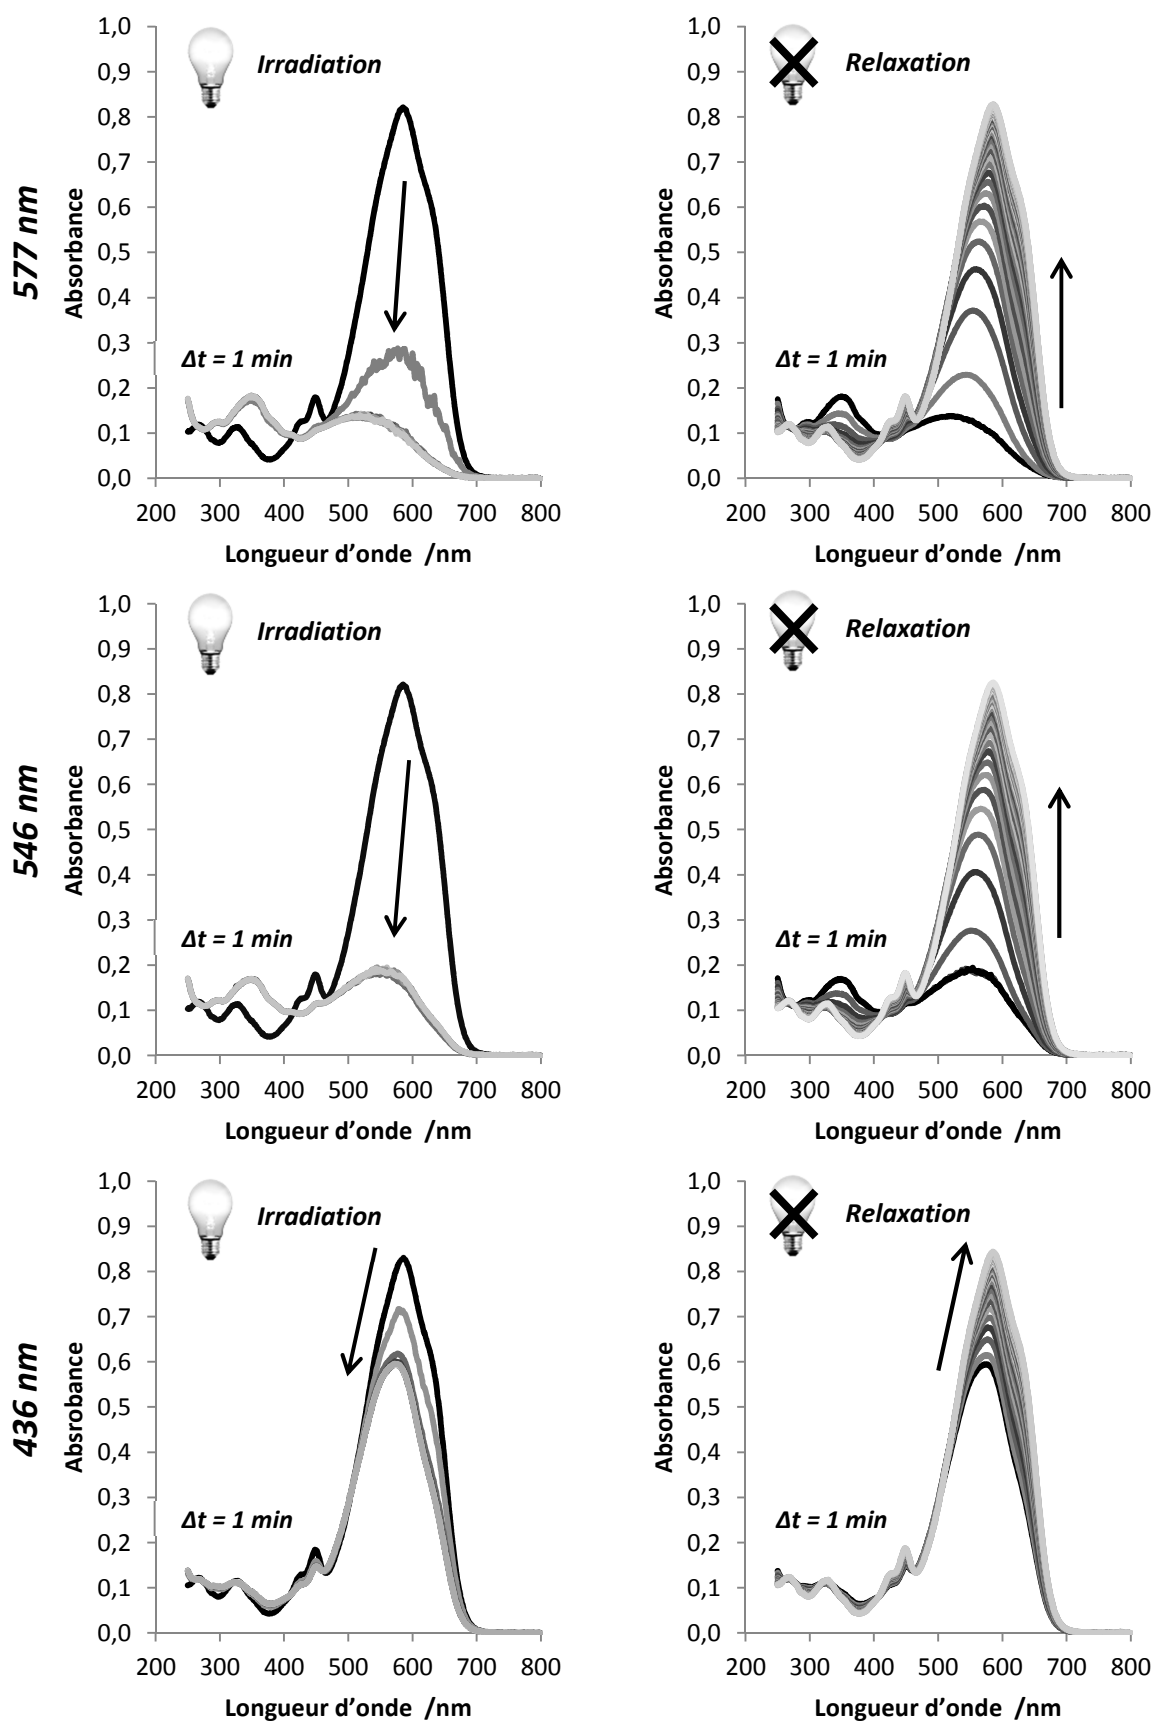 577 nm
Absorbance
1,0
0,9
0,8
0,7
0,6
0,5
0,4
0,3
0,2
0,1
0,0
Irradiation
Δt = 1 min
200 300 400 500 600 700 800
Longueur d’onde /nm
Absorbance
1,0
0,9
0,8
0,7
0,6
0,5
0,4
0,3
0,2
0,1
0,0
Relaxation
Δt = 1 min
200 300 400 500 600 700 800
Longueur d’onde /nm
546 nm
Absorbance
1,0
0,9
0,8
0,7
0,6
0,5
0,4
0,3
0,2
0,1
0,0
Irradiation
Δt = 1 min
200 300 400 500 600 700 800
Longueur d’onde /nm
Absorbance
1,0
0,9
0,8
0,7
0,6
0,5
0,4
0,3
0,2
0,1
0,0
Relaxation
Δt = 1 min
200 300 400 500 600 700 800
Longueur d’onde /nm
436 nm
Absrobance
1,0
0,9
0,8
0,7
0,6
0,5
0,4
0,3
0,2
0,1
0,0
Irradiation
Δt = 1 min
200 300 400 500 600 700 800
Longueur d’onde /nm
Absorbance
1,0
0,9
0,8
0,7
0,6
0,5
0,4
0,3
0,2
0,1
0,0
Relaxation
Δt = 1 min
200 300 400 500 600 700 800
Longueur d’onde /nm